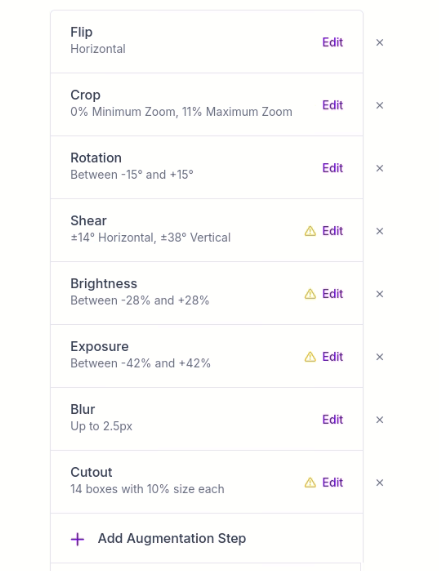 Flip
Horizontal
Edit ×
Crop
0% Minimum Zoom, 11% Maximum Zoom
Edit ×
Rotation
Between -15° and +15°
Edit ×
Shear
±14° Horizontal, ±38° Vertical
Edit ×
Brightness
Between -28% and +28%
Edit ×
Exposure
Between -42% and +42%
Edit ×
Blur
Up to 2.5px
Edit ×
Cutout
14 boxes with 10% size each
Edit ×
+ Add Augmentation Step